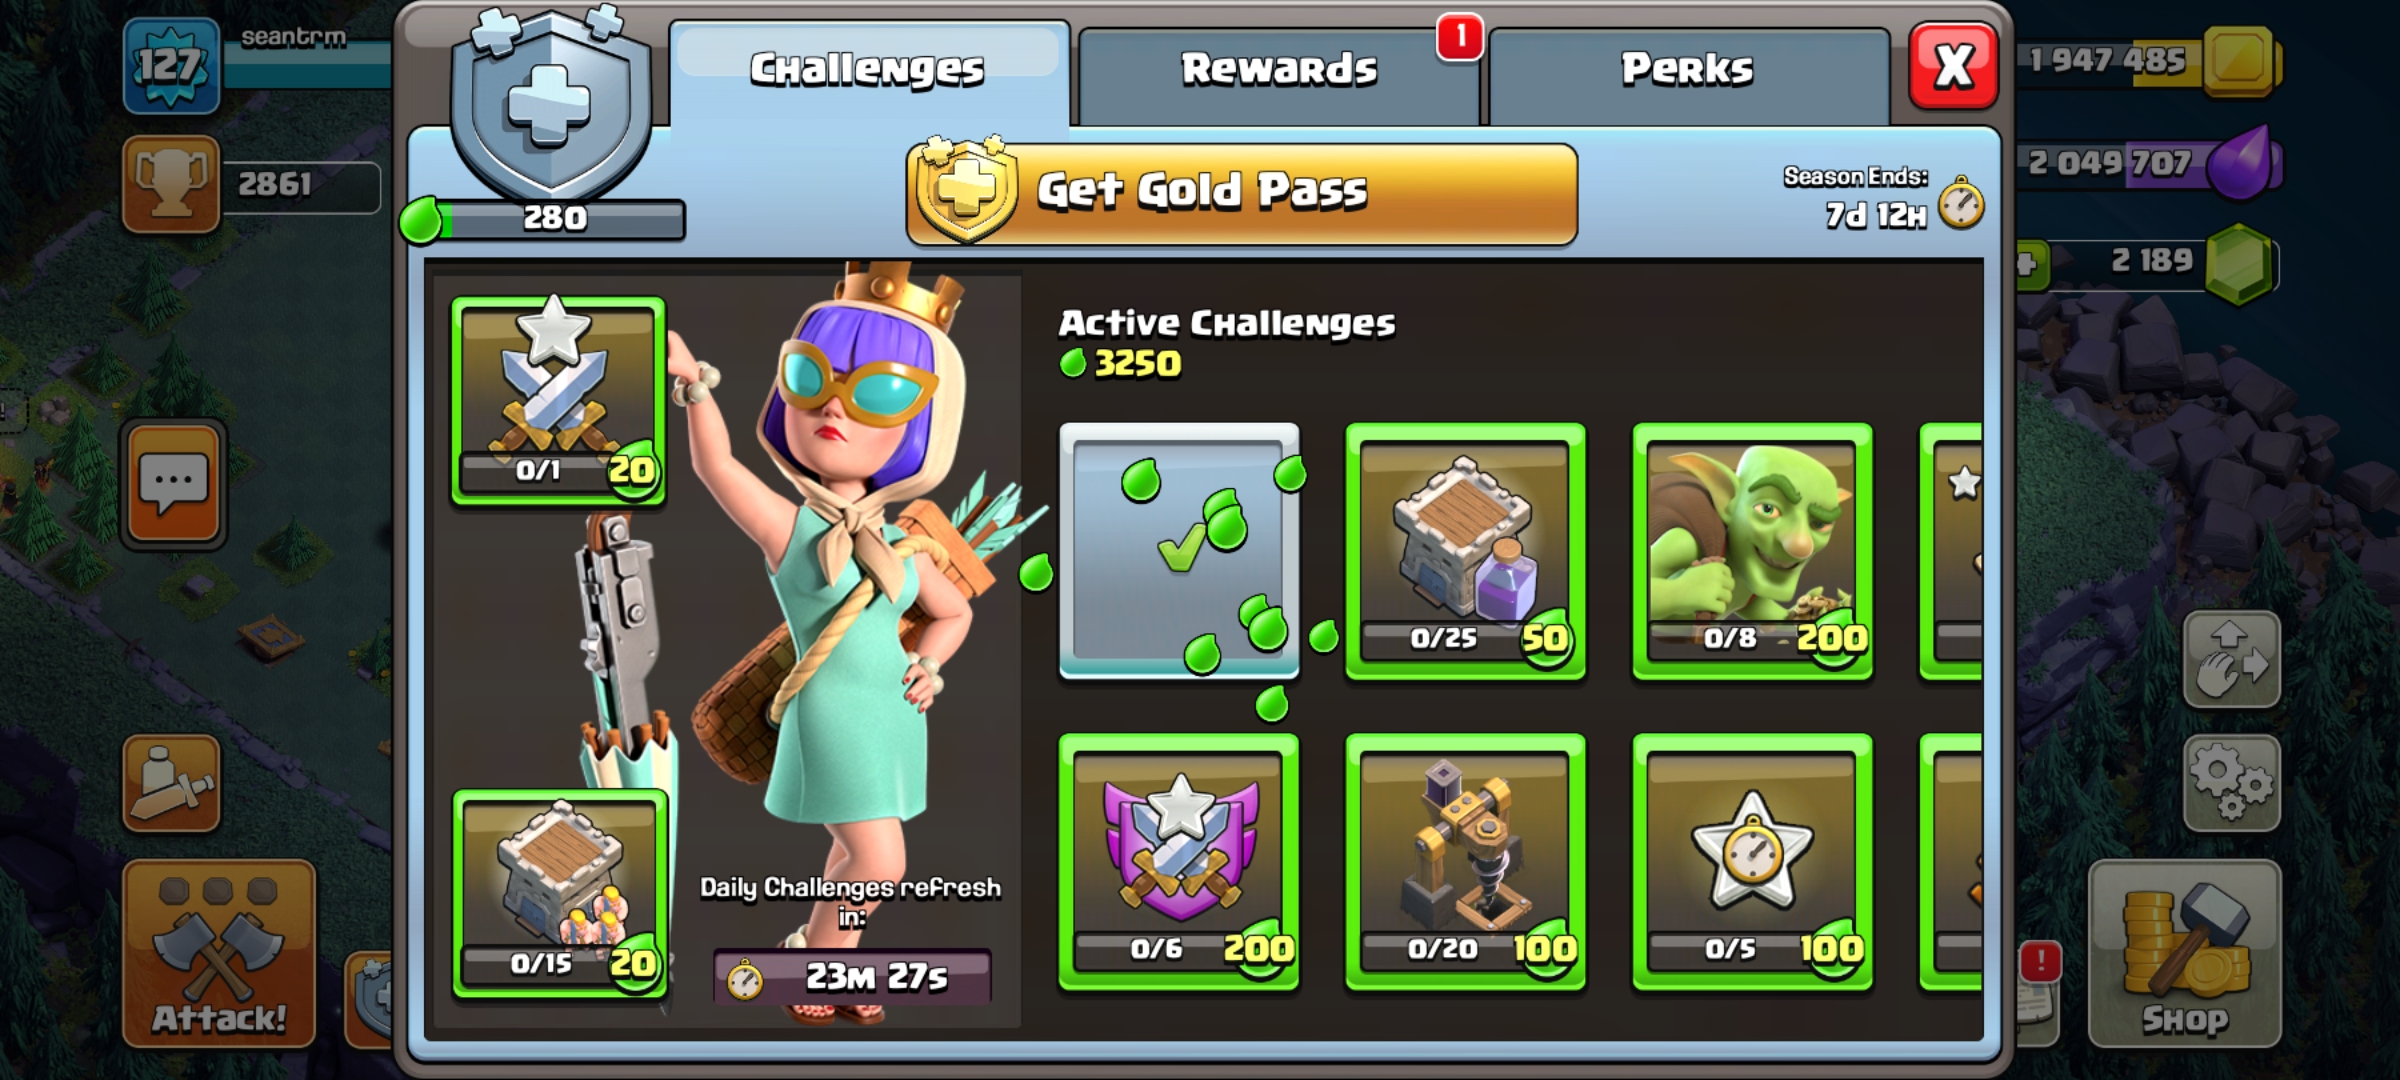 127
seantrm
2861
Challenges
Rewards
1
Perks
X
1 947 485
2 049 707
2 189
280
Get Gold Pass
Season Ends:
7d 12H
Active Challenges
3250
0/1
20
0/25
50
0/8
200
0/15
20
Daily Challenges refresh
in:
23M 27s
0/6
200
0/20
100
0/5
100
Attack!
!
Shop